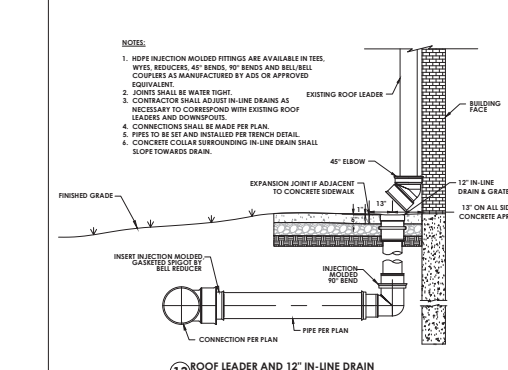 NOTES:
1. HDPE INJECTION MOLDED FITTINGS ARE AVAILABLE IN TEES,
WYES, REDUCERS, 45° BENDS, 90° BENDS AND BELL/BELL
COUPLERS AS MANUFACTURED BY ADS OR APPROVED
EQUIVALENT.
2. JOINTS SHALL BE WATER TIGHT.
3. CONTRACTOR SHALL ADJUST IN-LINE DRAINS AS
NECESSARY TO CORRESPOND WITH EXISTING ROOF
LEADERS AND DOWNSPOUTS.
4. CONNECTIONS SHALL BE MADE PER PLAN.
5. PIPES TO BE SET AND INSTALLED PER TRENCH DETAIL.
6. CONCRETE COLLAR SURROUNDING IN-LINE DRAIN SHALL
SLOPE TOWARDS DRAIN.
EXISTING ROOF LEADER
BUILDING
FACE
45° ELBOW
EXPANSION JOINT IF ADJACENT
TO CONCRETE SIDEWALK
12" IN-LINE
DRAIN & GRATE
13" ON ALL SID
CONCRETE APR
FINISHED GRADE
13"
1"
INSERT INJECTION MOLDED
GASKETED SPIGOT BY
BELL REDUCER
INJECTION
MOLDED
90° BEND
PIPE PER PLAN
CONNECTION PER PLAN
ROOF LEADER AND 12" IN-LINE DRAIN